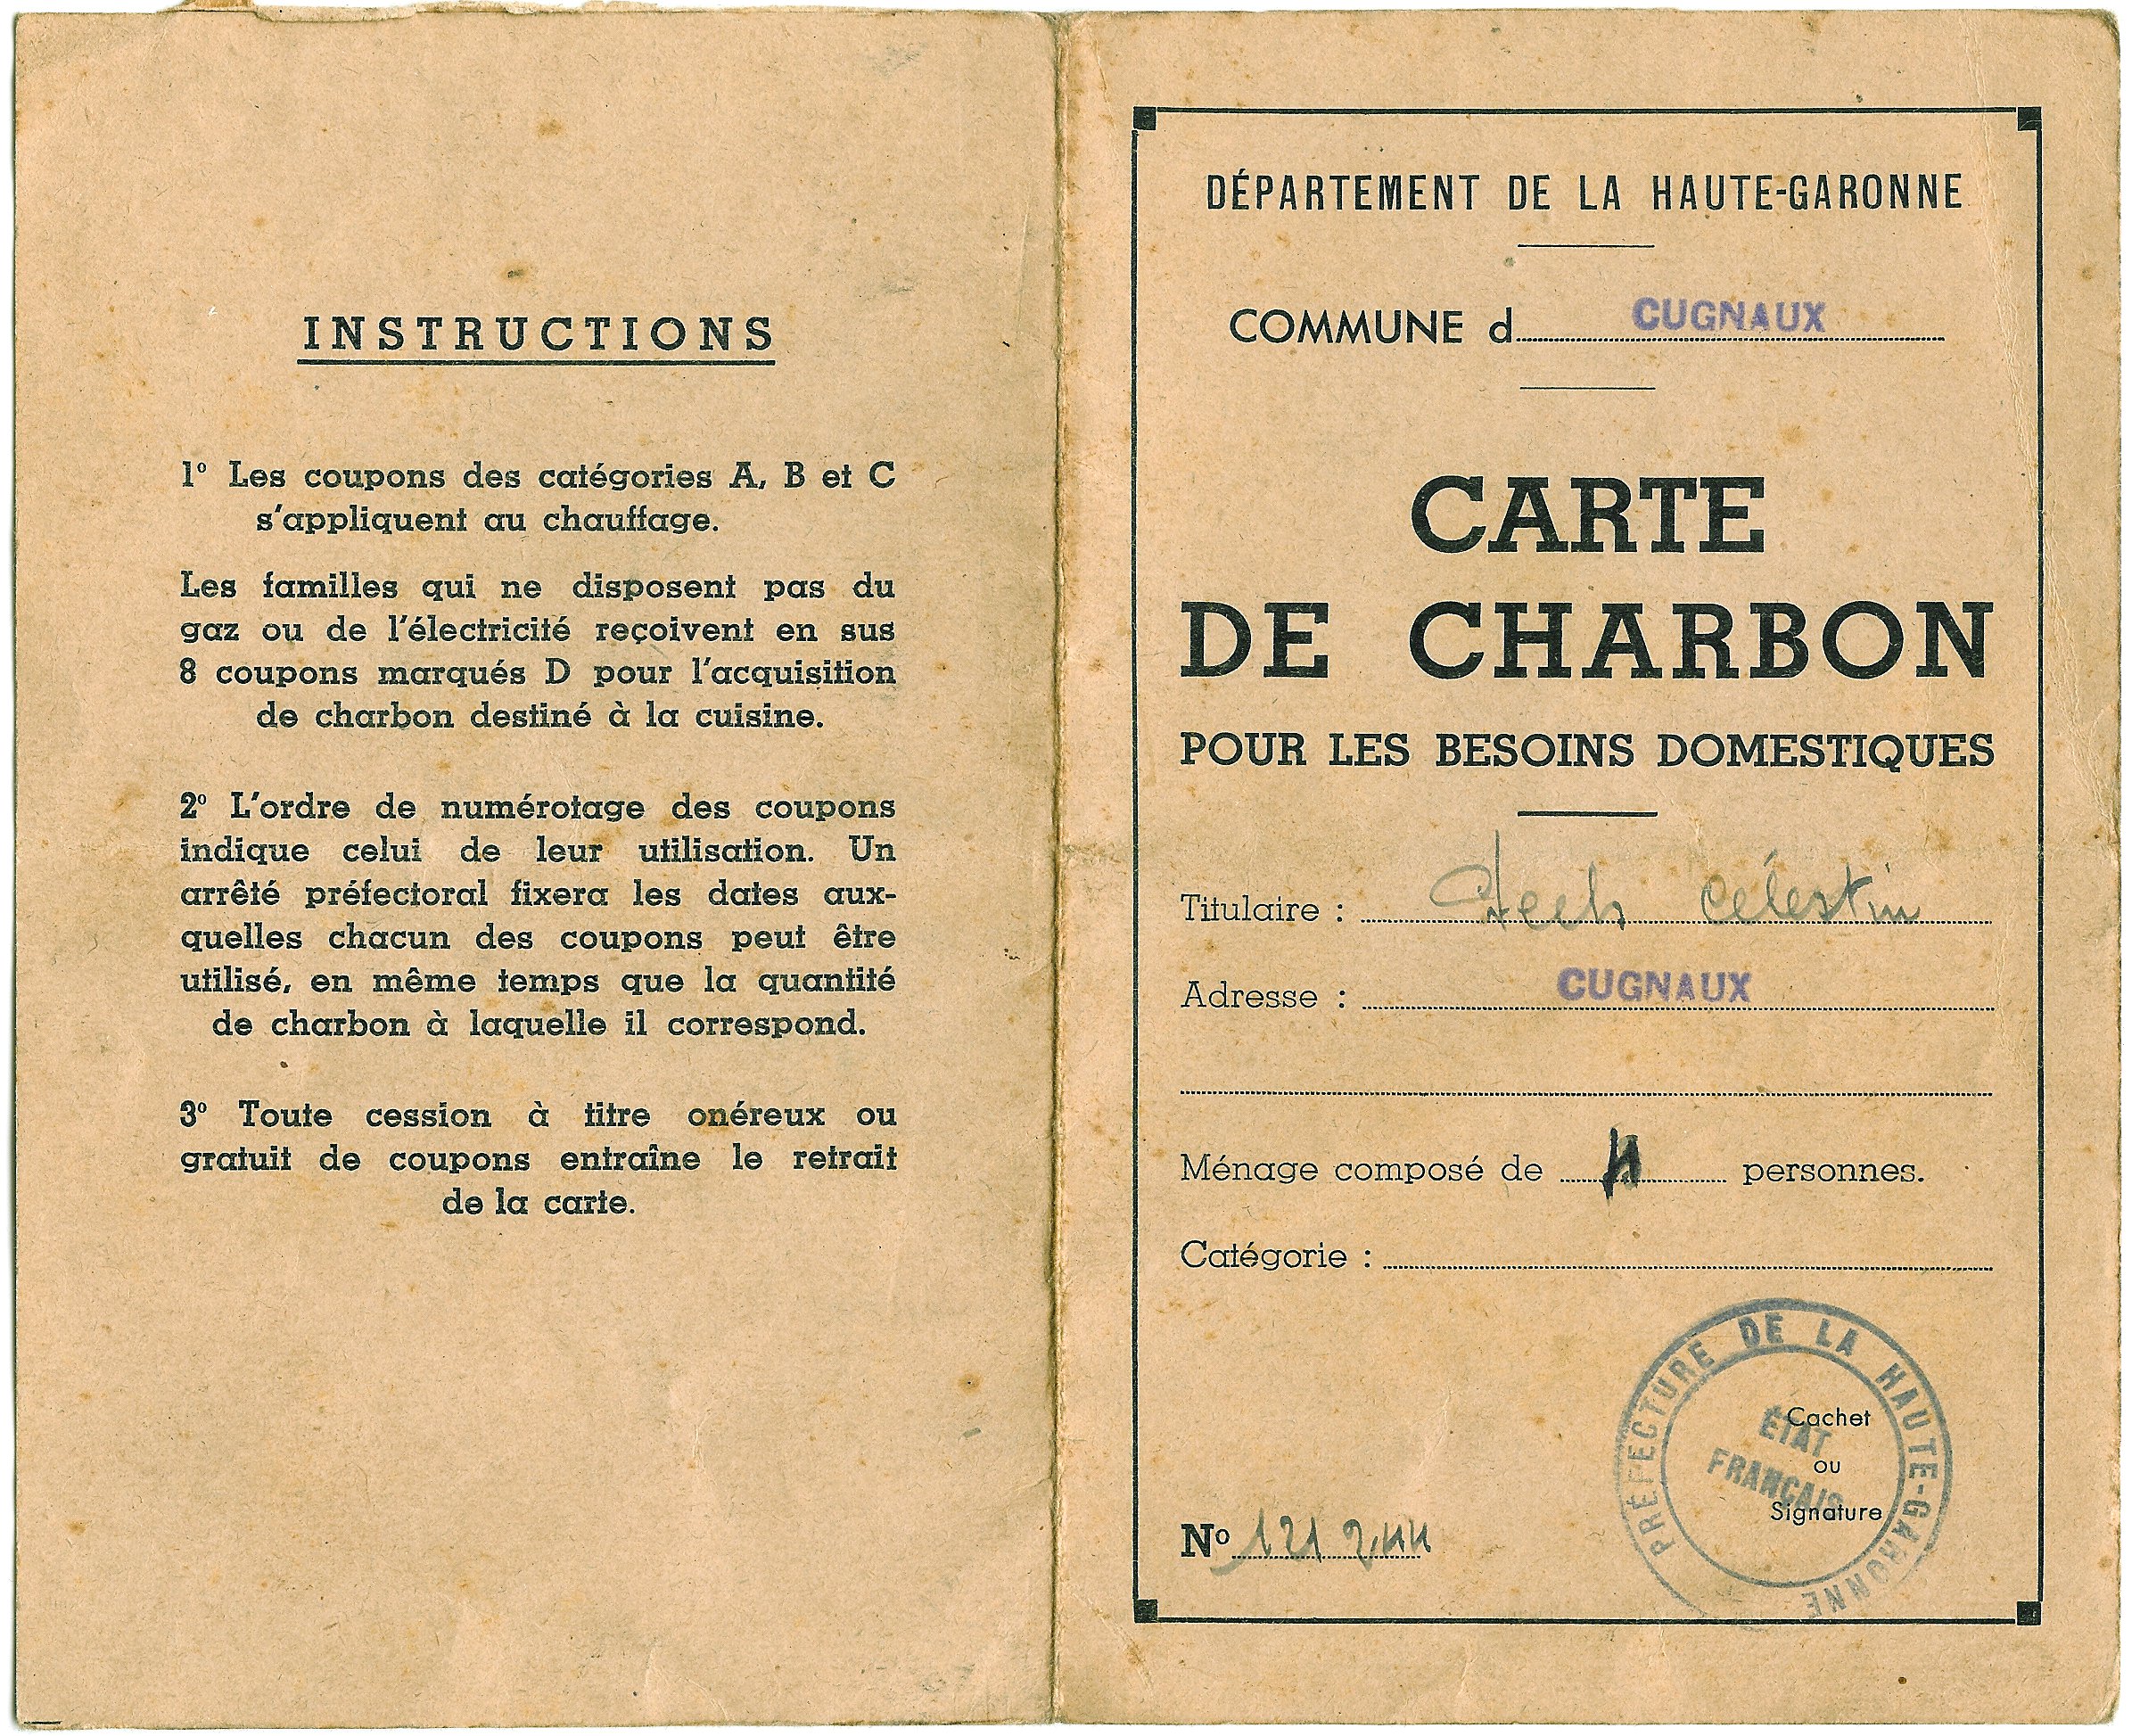 INSTRUCTIONS
1º Les coupons des catégories A, B et C
s'appliquent au chauffage.
Les familles qui ne disposent pas du
gaz ou de l'électricité reçoivent en sus
8 coupons marqués D pour l'acquisition
de charbon destiné à la cuisine.
2º L'ordre de numérotage des coupons
indique celui de leur utilisation. Un
arrêté préfectoral fixera les dates aux-
quelles chacun des coupons peut être
utilisé, en même temps que la quantité
de charbon à laquelle il correspond.
3º Toute cession à titre onéreux ou
gratuit de coupons entraîne le retrait
de la carte.
DÉPARTEMENT DE LA HAUTE-GARONNE
COMMUNE d CUGNAUX
CARTE
DE CHARBON
POUR LES BESOINS DOMESTIQUES
Titulaire : Célestin
Adresse : CUGNAUX
Ménage composé de 4 personnes.
Catégorie :
PRÉFECTURE DE LA HAUTE-GARONNE
ÉTAT
FRANÇAIS
Cachet
ou
Signature
Nº 121 244